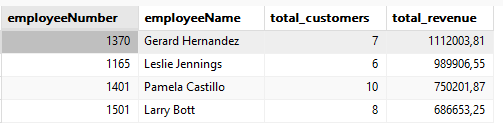 employeeNumber employeeName total_customers total_revenue
1370 Gerard Hernandez 7 1112003,81
1165 Leslie Jennings 6 989906,55
1401 Pamela Castillo 10 750201,87
1501 Larry Bott 8 686653,25